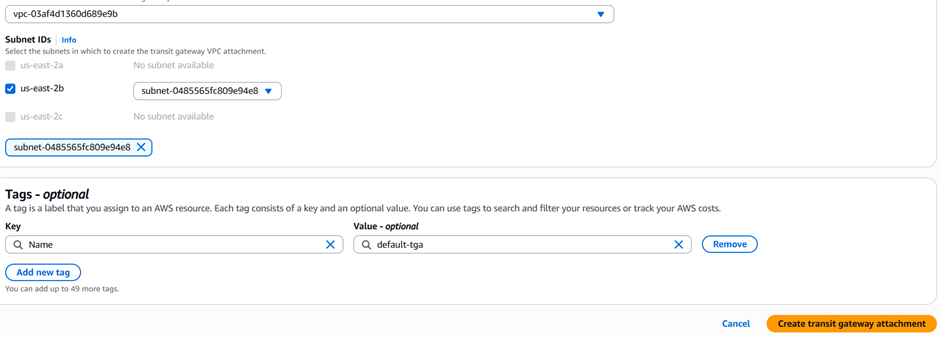 vpc-03af4d1360d689e9b
Subnet IDs Info
Select the subnets in which to create the transit gateway VPC attachment.
us-east-2a No subnet available
us-east-2b subnet-0485565fc809e94e8
us-east-2c No subnet available
subnet-0485565fc809e94e8
Tags - optional
A tag is a label that you assign to an AWS resource. Each tag consists of a key and an optional value. You can use tags to search and filter your resources or track your AWS costs.
Key Value - optional
Name default-tga Remove
Add new tag
You can add up to 49 more tags.
Cancel Create transit gateway attachment